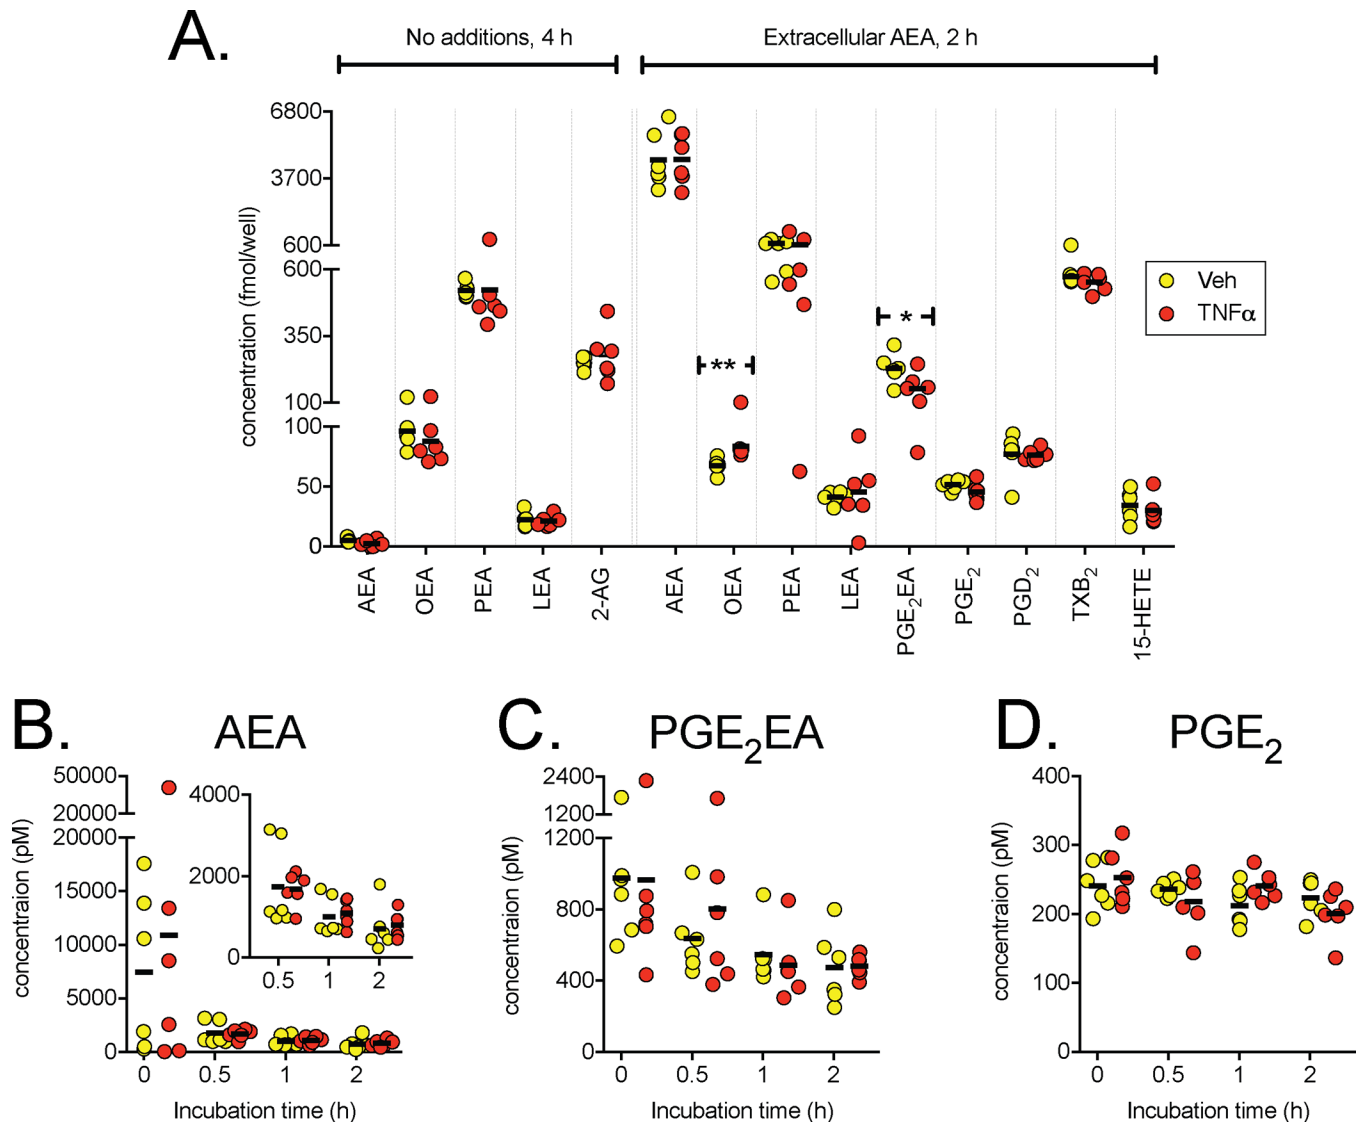 A.
No additions, 4 h
Extracellular AEA, 2 h
concentration (fmol/well)
6800
3700
600
600
350
100
100
50
0
**
*
Veh
TNFα
AEA
OEA
PEA
LEA
2-AG
AEA
OEA
PEA
LEA
PGE₂EA
PGE₂
PGD₂
TXB₂
15-HETE
B.
AEA
concentraion (pM)
50000
20000
20000
15000
10000
5000
0
0
0.5
1
2
Incubation time (h)
4000
2000
0
0.5
1
2
C.
PGE₂EA
concentraion (pM)
2400
1200
1200
800
400
0
0
0.5
1
2
Incubation time (h)
D.
PGE₂
concentraion (pM)
400
300
200
100
0
0
0.5
1
2
Incubation time (h)